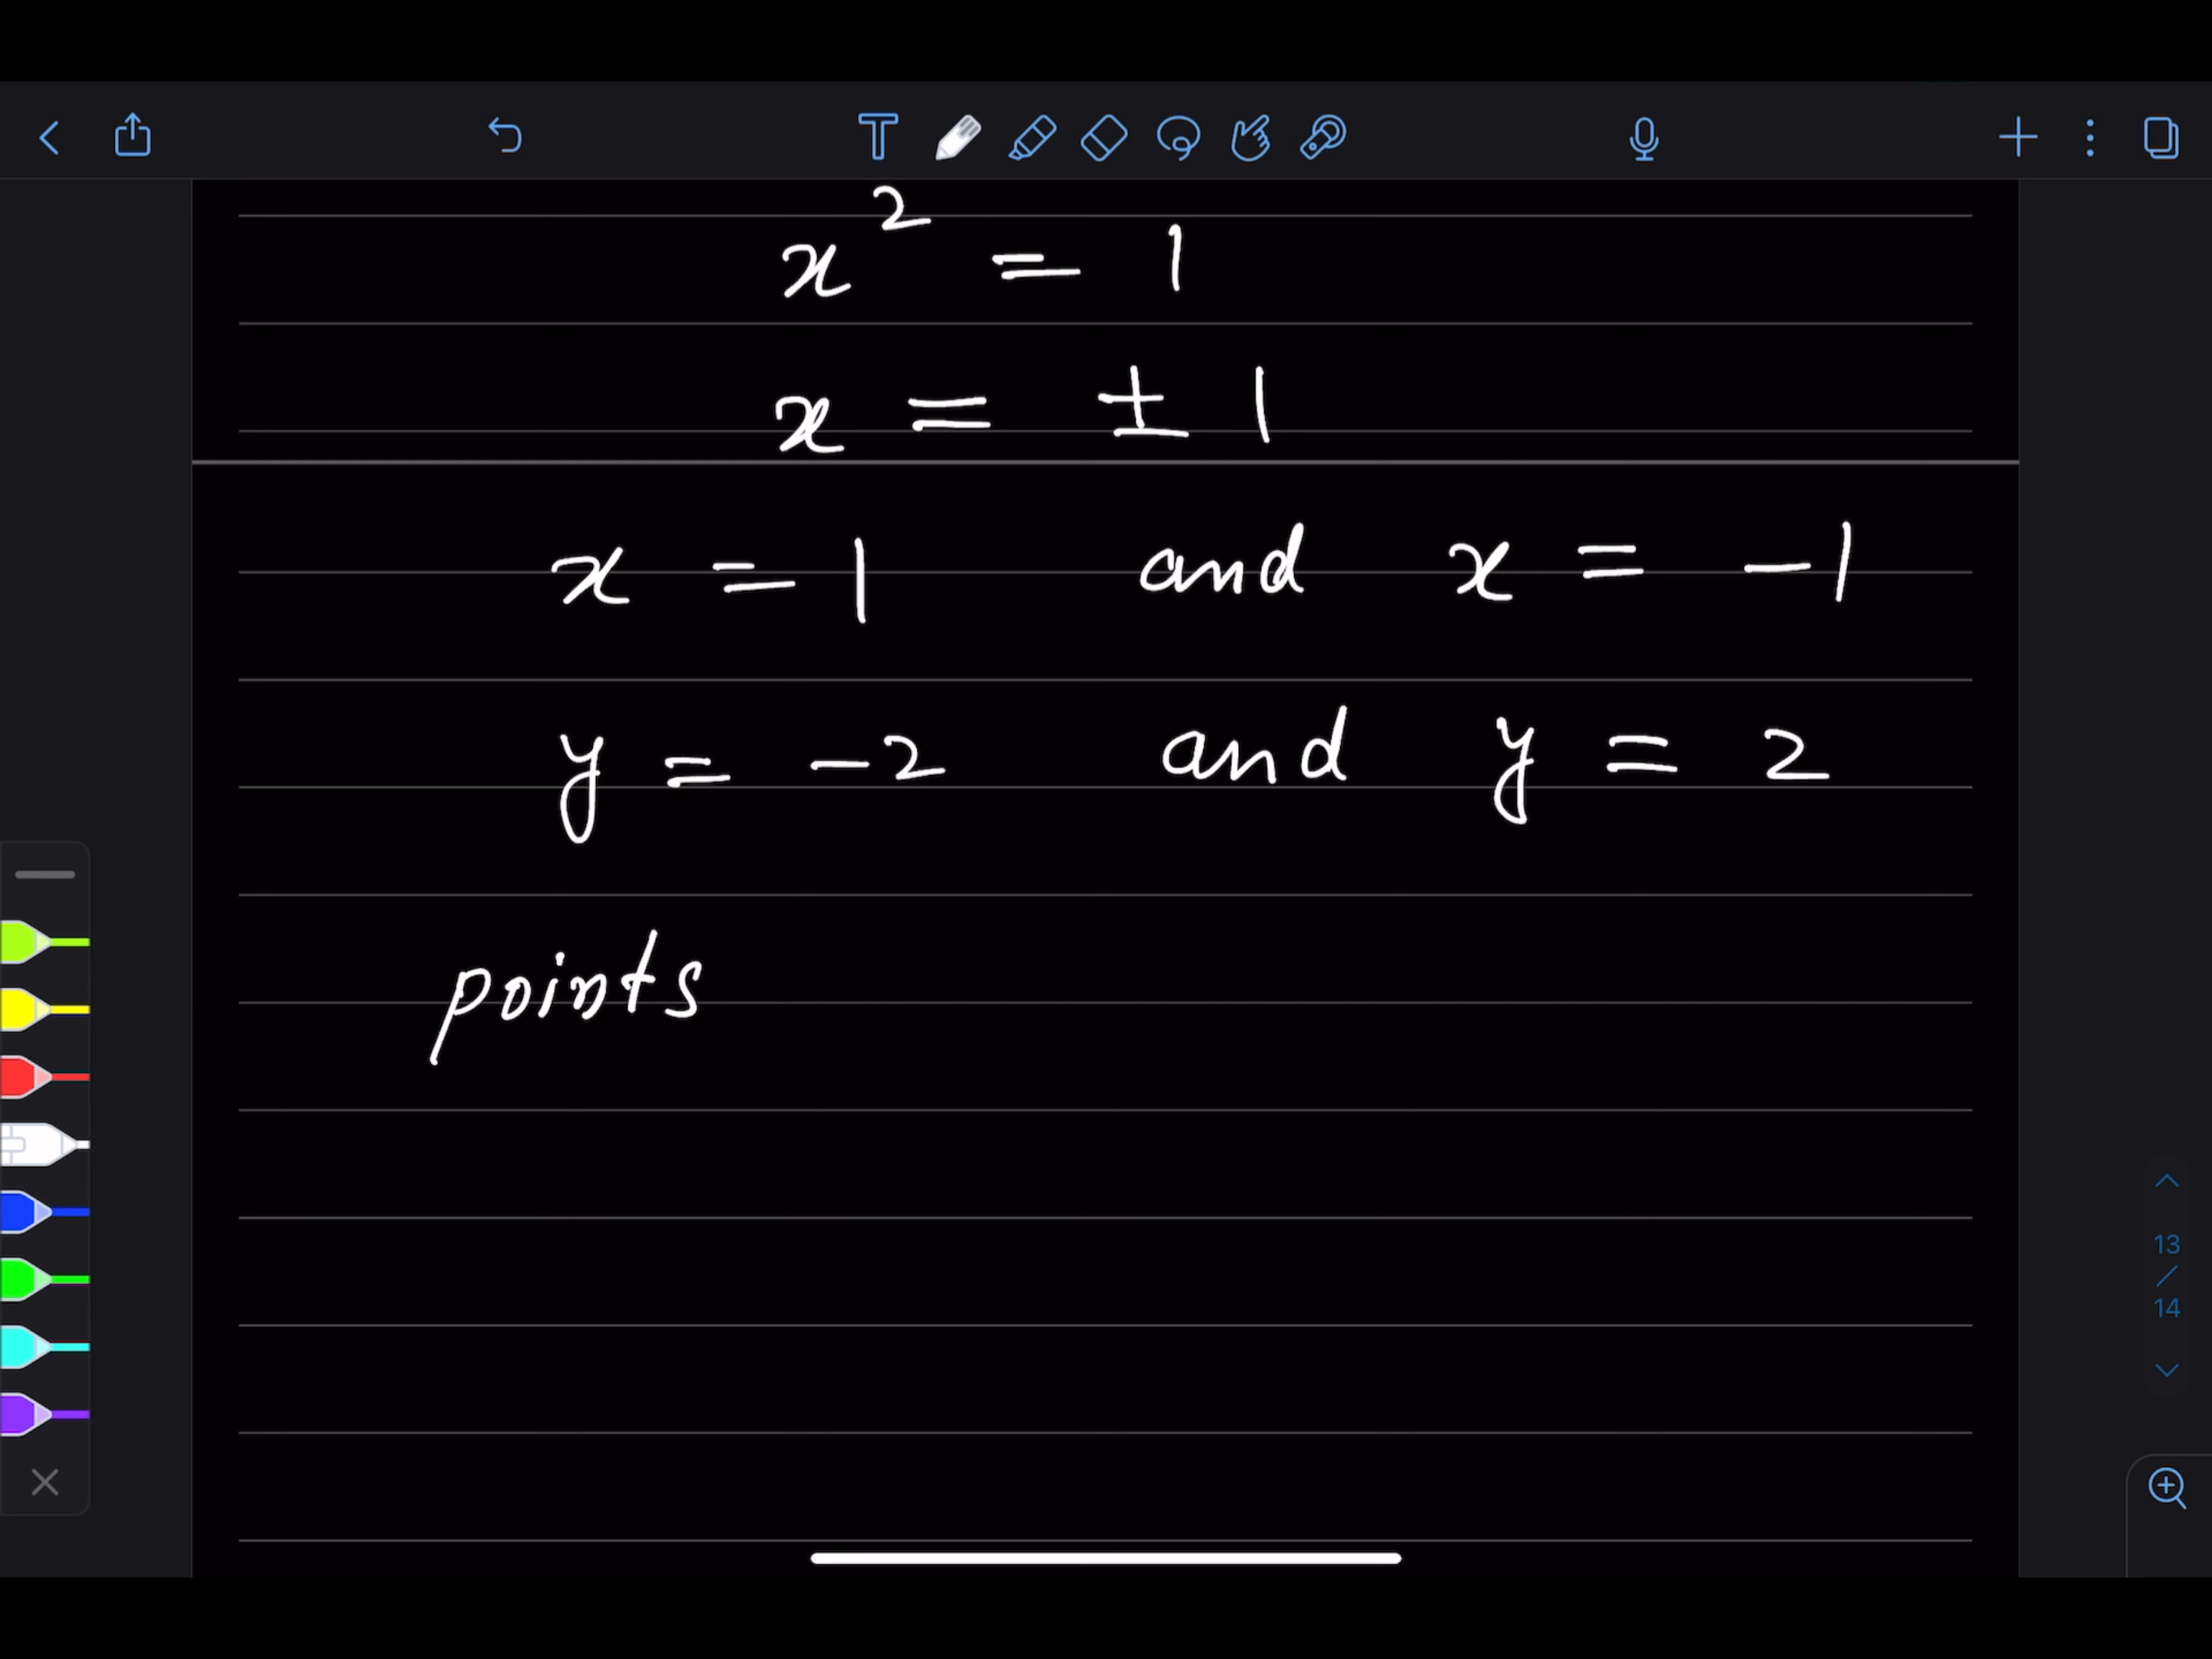 x² = 1
x = ± 1
x = 1 and x = -1
y = -2 and y = 2
points
13
/
14